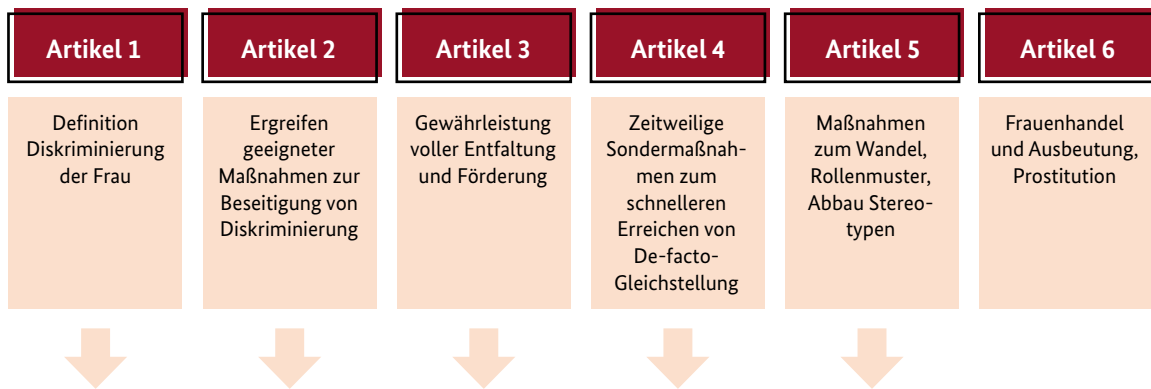 Artikel 1
Definition
Diskriminierung
der Frau
Artikel 2
Ergreifen
geeigneter
Maßnahmen zur
Beseitigung von
Diskriminierung
Artikel 3
Gewährleistung
voller Entfaltung
und Förderung
Artikel 4
Zeitweilige
Sondermaßnah-
men zum
schnelleren
Erreichen von
De-facto-
Gleichstellung
Artikel 5
Maßnahmen
zum Wandel,
Rollenmuster,
Abbau Stereo-
typen
Artikel 6
Frauenhandel
und Ausbeutung,
Prostitution